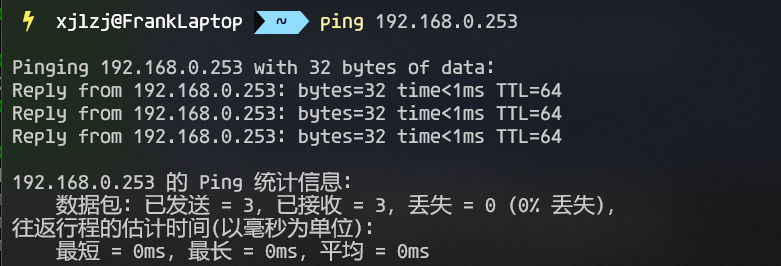 xjlzj@FrankLaptop ~ ping 192.168.0.253
Pinging 192.168.0.253 with 32 bytes of data:
Reply from 192.168.0.253: bytes=32 time<1ms TTL=64
Reply from 192.168.0.253: bytes=32 time<1ms TTL=64
Reply from 192.168.0.253: bytes=32 time<1ms TTL=64
192.168.0.253 的 Ping 统计信息:
数据包: 已发送 = 3, 已接收 = 3, 丢失 = 0 (0% 丢失),
往返行程的估计时间(以毫秒为单位):
最短 = 0ms, 最长 = 0ms, 平均 = 0ms